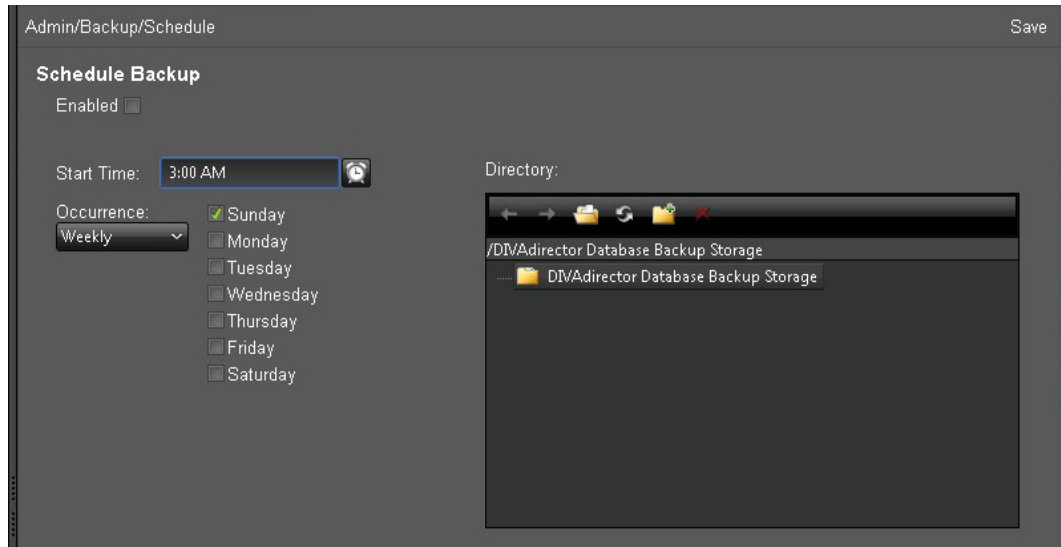 Admin/Backup/Schedule
Save
Schedule Backup
Enabled
Start Time:
3:00 AM
Occurrence:
Weekly
Sunday
Monday
Tuesday
Wednesday
Thursday
Friday
Saturday
Directory:
/DIVAdirector Database Backup Storage
DIVAdirector Database Backup Storage